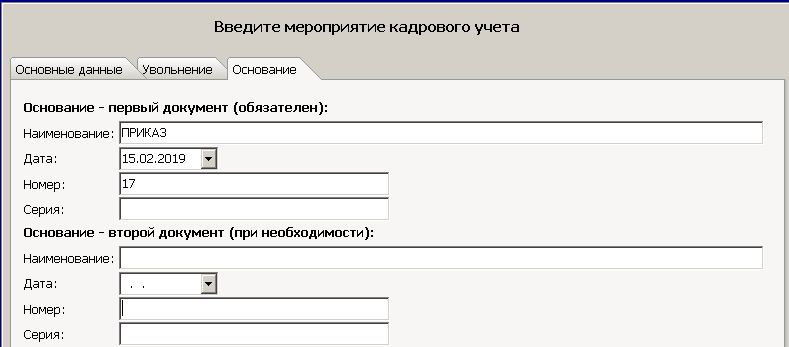 Введите мероприятие кадрового учета
Основные данные Увольнение Основание
Основание - первый документ (обязателен):
Наименование: ПРИКАЗ
Дата: 15.02.2019
Номер: 17
Серия:
Основание - второй документ (при необходимости):
Наименование:
Дата: . .
Номер:
Серия: